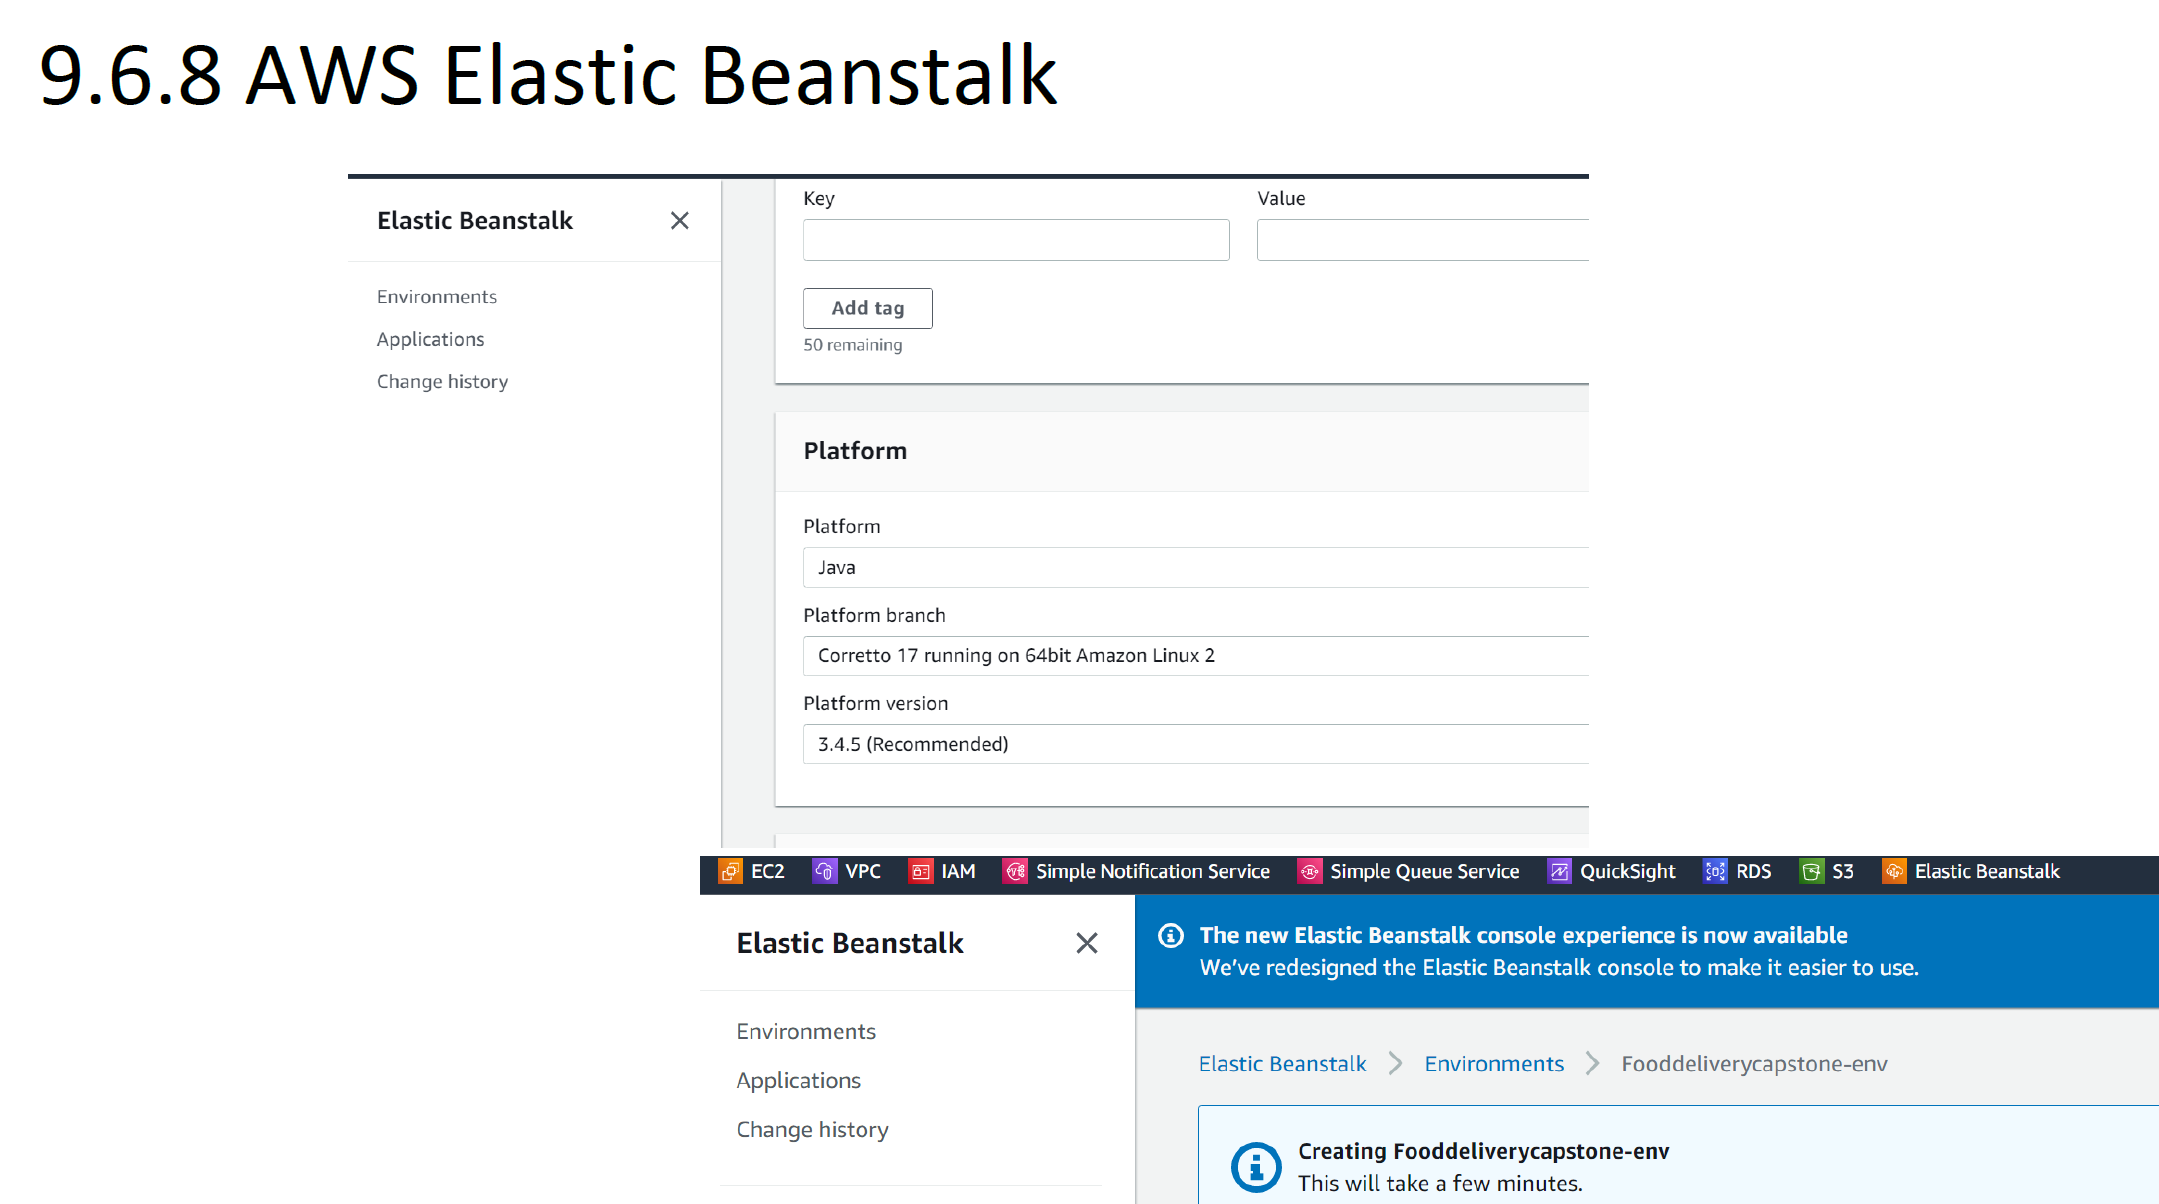 9.6.8 AWS Elastic Beanstalk
Elastic Beanstalk
Environments
Applications
Change history
Key Value
Add tag
50 remaining
Platform
Platform
Java
Platform branch
Corretto 17 running on 64bit Amazon Linux 2
Platform version
3.4.5 (Recommended)
EC2 VPC IAM Simple Notification Service Simple Queue Service QuickSight RDS S3 Elastic Beanstalk
Elastic Beanstalk
Environments
Applications
Change history
The new Elastic Beanstalk console experience is now available
We've redesigned the Elastic Beanstalk console to make it easier to use.
Elastic Beanstalk > Environments > Fooddeliverycapstone-env
Creating Fooddeliverycapstone-env
This will take a few minutes.